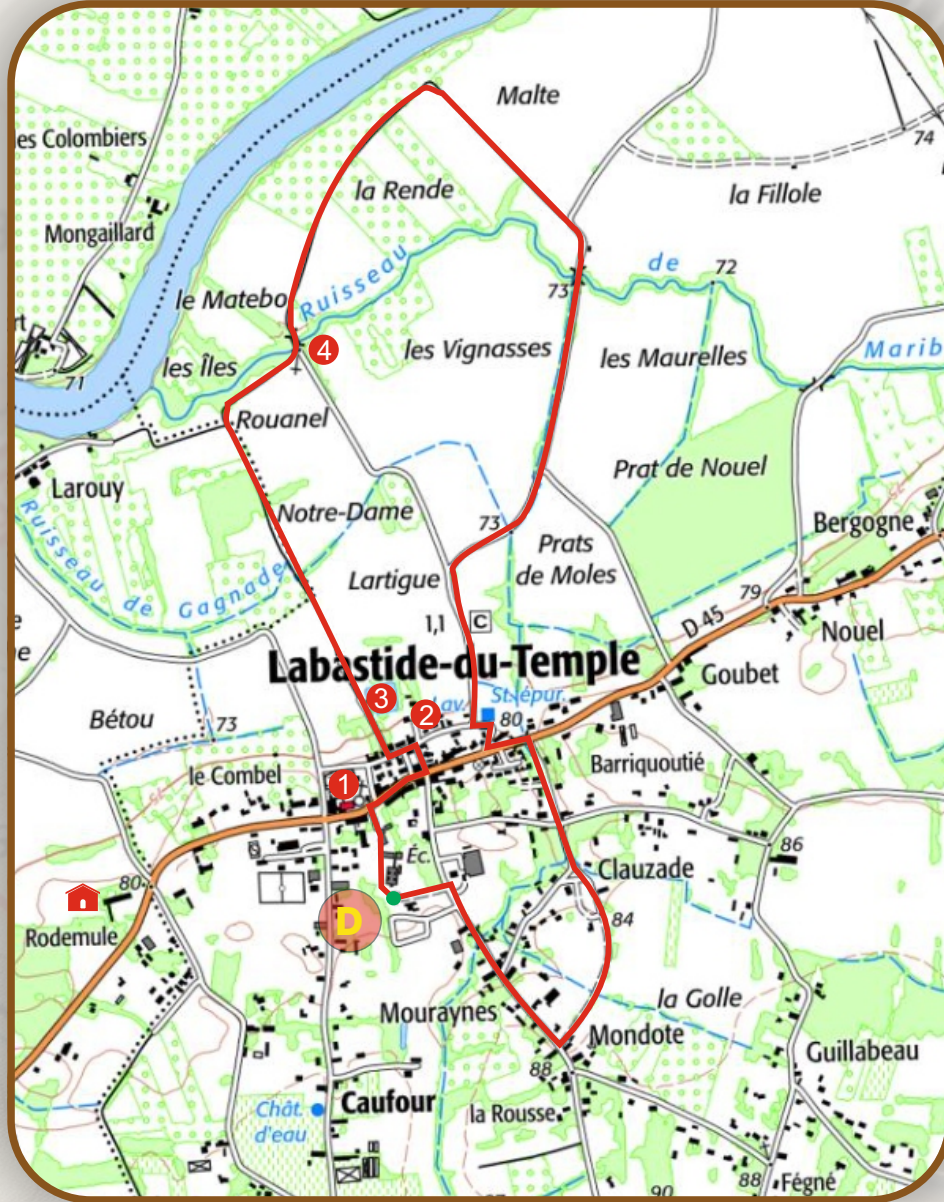 Malte
es Colombiers
74
la Rende
la Fillole
Mongaillard
de
72
73
le Matebo
Ruisseau
4
les Vignasses
les Maurelles
Marib
les Îles
71
Rouanel
Prat de Nouel
Larouy
Notre-Dame
73
Bergogne
Prats
de Moles
Ruisseau de Gagnade
Lartigue
79
1,1
C
D 45
Nouel
Labastide-du-Temple
Goubet
3
2
av.
St. épur.
80
Bétou
73
75
le Combel
1
Barriquoutié
86
Éc.
Clauzade
80
D
84
Rodemule
la Golle
Mouraynes
Mondote
Guillabeau
88
Caufour
Chât.
d'eau
la Rousse
88
Fégné
90